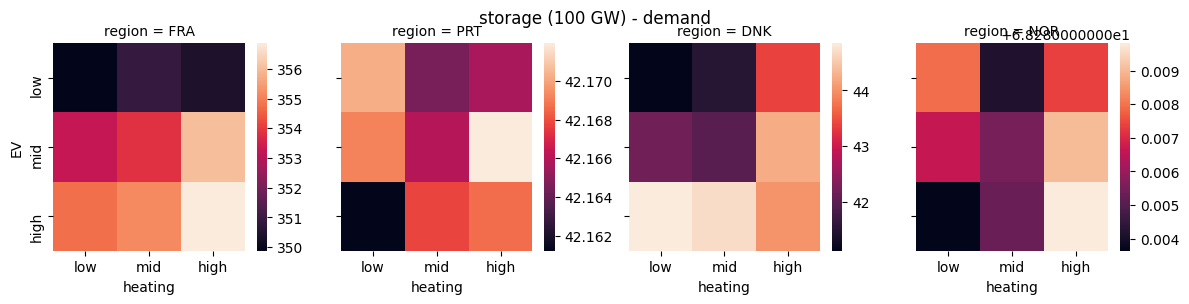 storage (100 GW) - demand
region = FRA
region = PRT
region = DNK
region = NOR
+6.8280000000e1
EV
low
mid
high
356
355
354
353
352
351
350
42.170
42.168
42.166
42.164
42.162
44
43
42
0.009
0.008
0.007
0.006
0.005
0.004
low mid high
low mid high
low mid high
low mid high
heating
heating
heating
heating